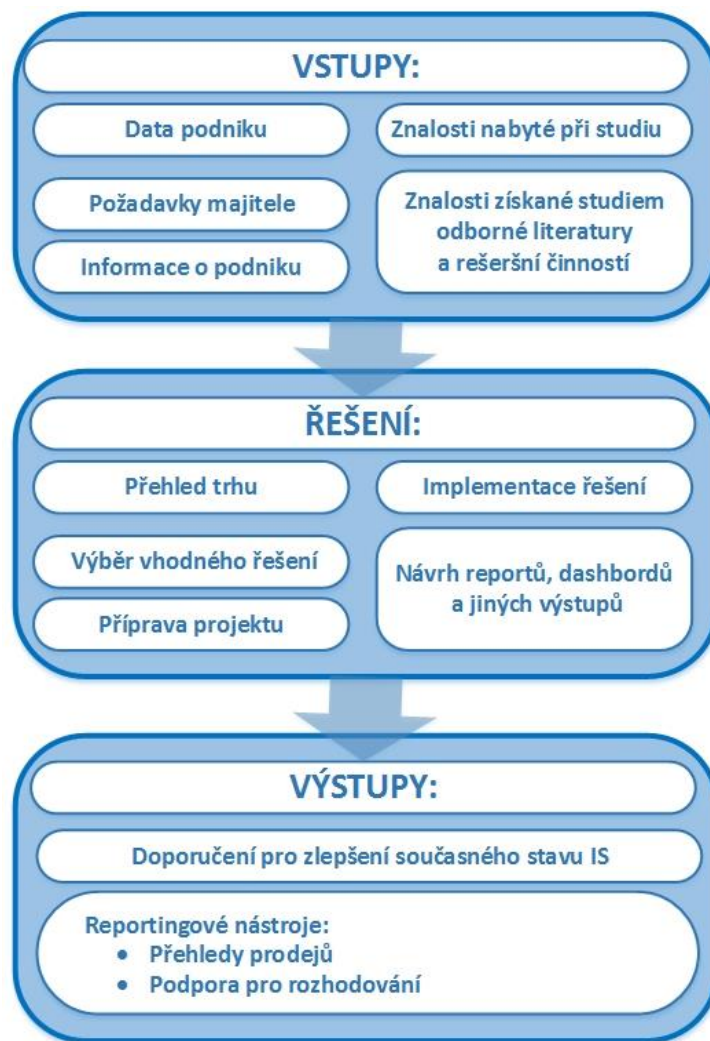 VSTUPY:
Data podniku
Znalosti nabyté při studiu
Požadavky majitele
Znalosti získané studiem
odborné literatury
a rešeršní činností
Informace o podniku
ŘEŠENÍ:
Přehled trhu
Implementace řešení
Výběr vhodného řešení
Návrh reportů, dashbordů
a jiných výstupů
Příprava projektu
VÝSTUPY:
Doporučení pro zlepšení současného stavu IS
Reportingové nástroje:
• Přehledy prodejů
• Podpora pro rozhodování